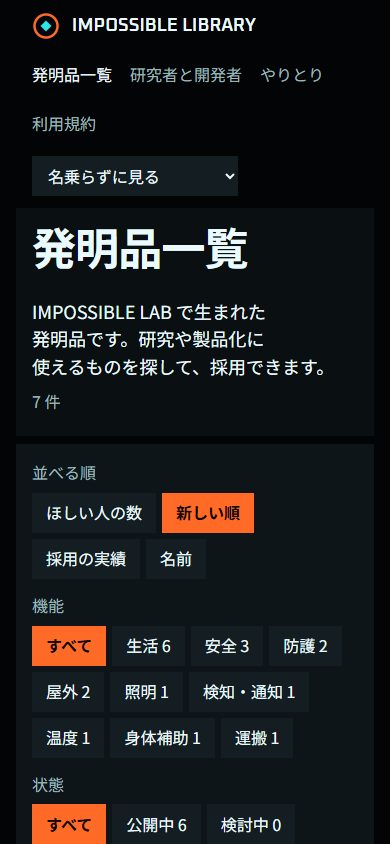 IMPOSSIBLE LIBRARY
発明品一覧 研究者と開発者 やりとり
利用規約
名乗らずに見る
発明品一覧
IMPOSSIBLE LAB で生まれた
発明品です。研究や製品化に
使えるものを探して、採用できます。
7 件
並べる順
ほしい人の数 新しい順
採用の実績 名前
機能
すべて 生活 6 安全 3 防護 2
屋外 2 照明 1 検知・通知 1
温度 1 身体補助 1 運搬 1
状態
すべて 公開中 6 検討中 0